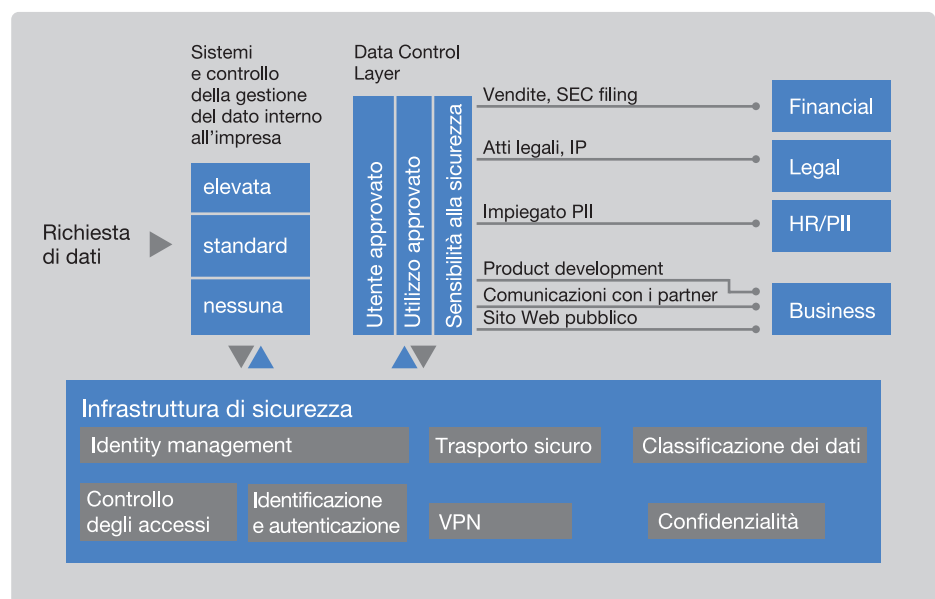 Sistemi
e controllo
della gestione
del dato interno
all'impresa
Data Control
Layer
Richiesta
di dati
elevata
standard
nessuna
Utente approvato
Utilizzo approvato
Sensibilità alla sicurezza
Vendite, SEC filing
Financial
Atti legali, IP
Legal
Impiegato PII
HR/PII
Product development
Comunicazioni con i partner
Sito Web pubblico
Business
Infrastruttura di sicurezza
Identity management
Trasporto sicuro
Classificazione dei dati
Controllo
degli accessi
Identificazione
e autenticazione
VPN
Confidenzialità